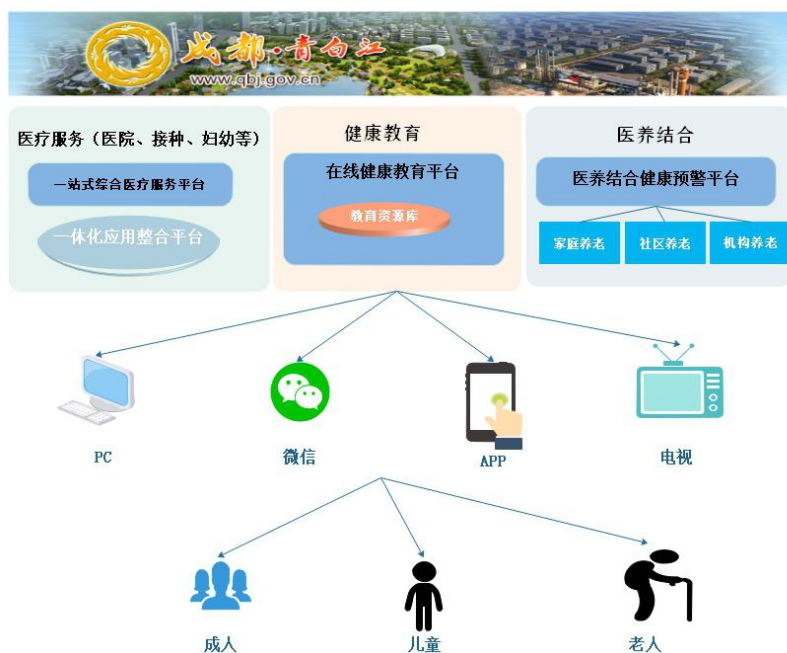 成都·青白江
www.qbj.gov.cn
医疗服务（医院、接种、妇幼等）
一站式综合医疗服务平台
一体化应用整合平台
健康教育
在线健康教育平台
教育资源库
医养结合
医养结合健康预警平台
家庭养老
社区养老
机构养老
PC
微信
APP
电视
成人
儿童
老人